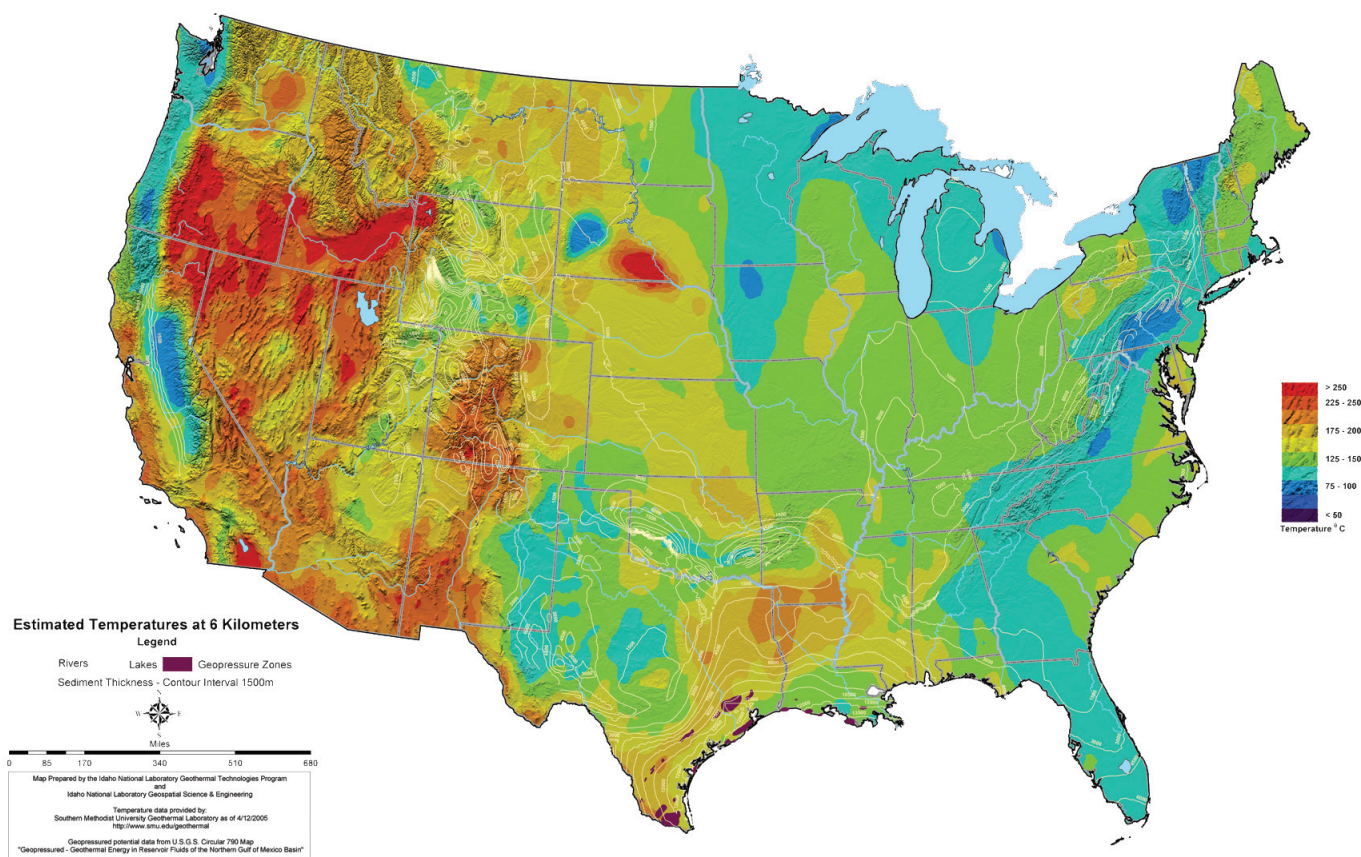 Estimated Temperatures at 6 Kilometers
Legend
Rivers Lakes Geopressure Zones
Sediment Thickness - Contour Interval 1500m
N
W E
S
Miles
0 85 170 340 510 680
Map Prepared by the Idaho National Laboratory Geothermal Technologies Program
and
Idaho National Laboratory Geospatial Science & Engineering
Temperature data provided by:
Southern Methodist University Geothermal Laboratory as of 4/12/2005
http://www.smu.edu/geothermal
Geopressured potential data from U.S.G.S. Circular 790 Map
"Geopressured - Geothermal Energy in Reservoir Fluids of the Northern Gulf of Mexico Basin"
> 250
225 - 250
175 - 200
125 - 150
75 - 100
< 50
Temperature ° C